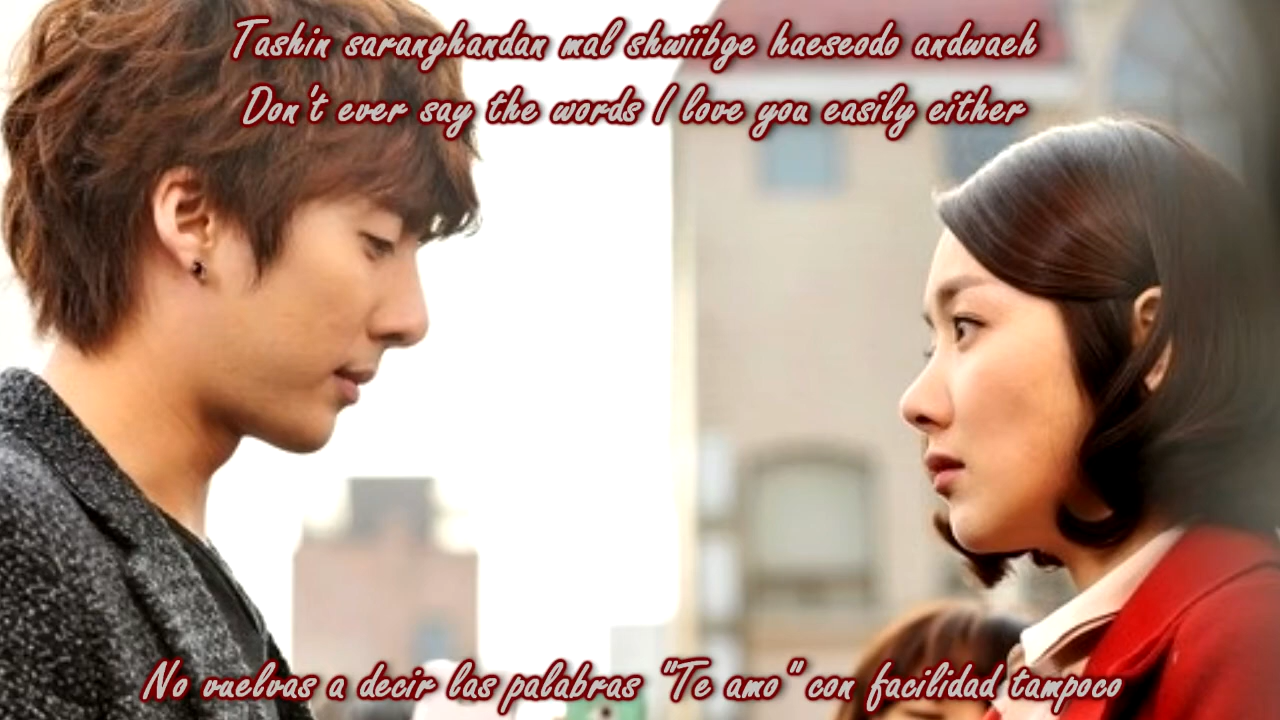 Tashin saranghandan mal shwiibge haeseodo andwaeh
Don't ever say the words I love you easily either
No vuelvas a decir las palabras "Te amo" con facilidad tampoco